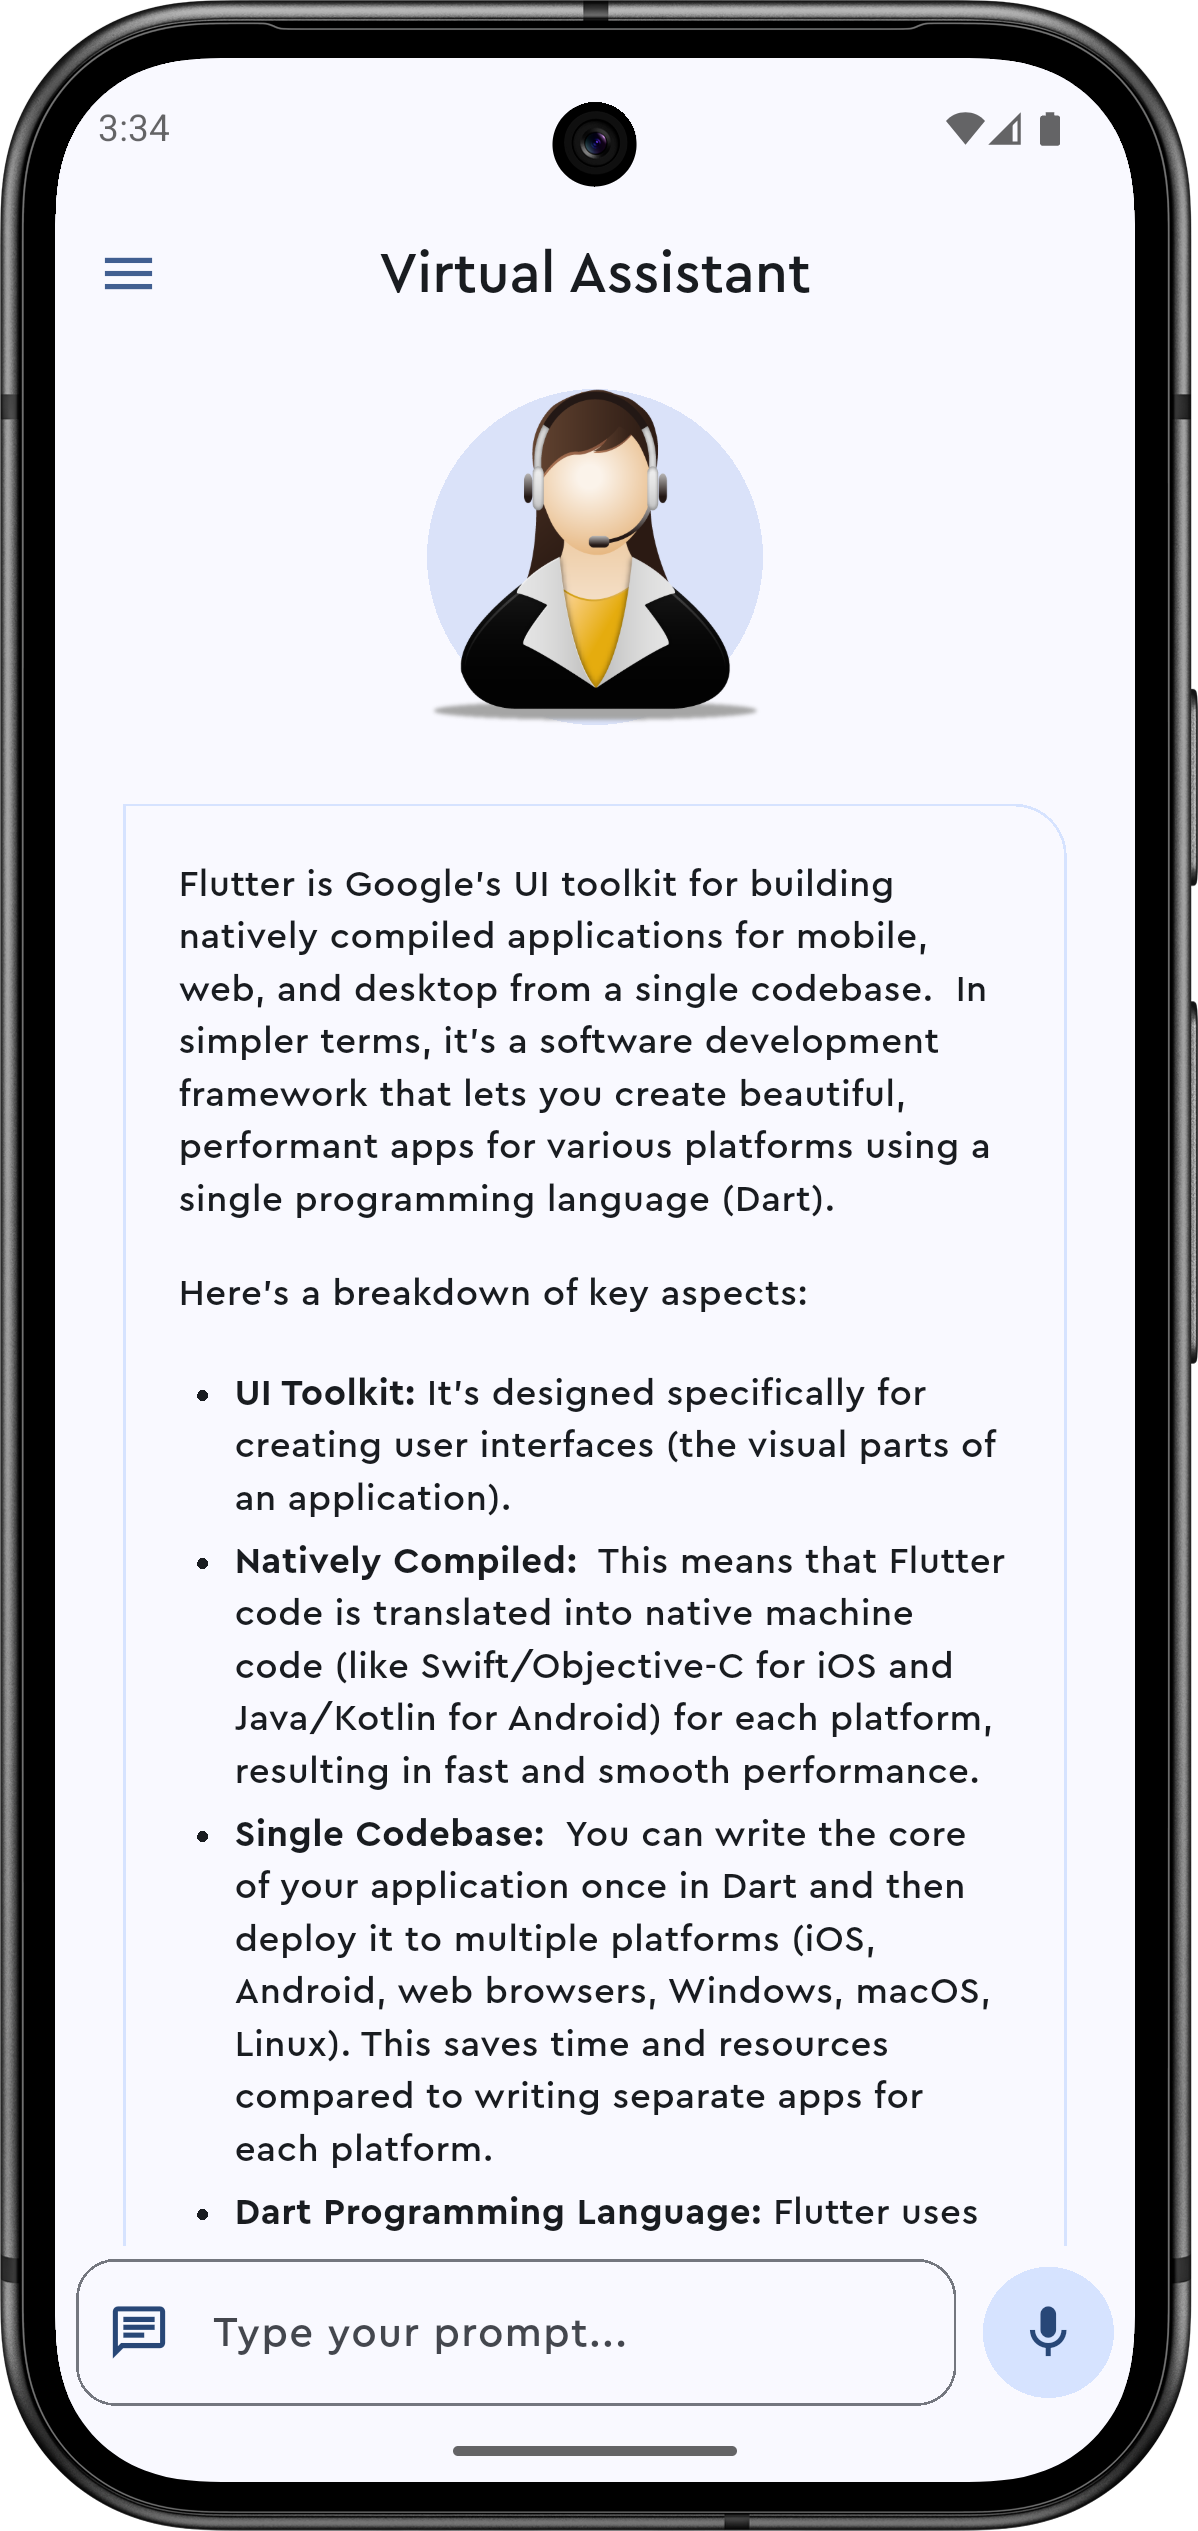 3:34
Virtual Assistant
Flutter is Google's UI toolkit for building
natively compiled applications for mobile,
web, and desktop from a single codebase.  In
simpler terms, it's a software development
framework that lets you create beautiful,
performant apps for various platforms using a
single programming language (Dart).
Here's a breakdown of key aspects:
• UI Toolkit: It's designed specifically for
creating user interfaces (the visual parts of
an application).
• Natively Compiled:  This means that Flutter
code is translated into native machine
code (like Swift/Objective-C for iOS and
Java/Kotlin for Android) for each platform,
resulting in fast and smooth performance.
• Single Codebase:  You can write the core
of your application once in Dart and then
deploy it to multiple platforms (iOS,
Android, web browsers, Windows, macOS,
Linux). This saves time and resources
compared to writing separate apps for
each platform.
• Dart Programming Language: Flutter uses
Type your prompt...